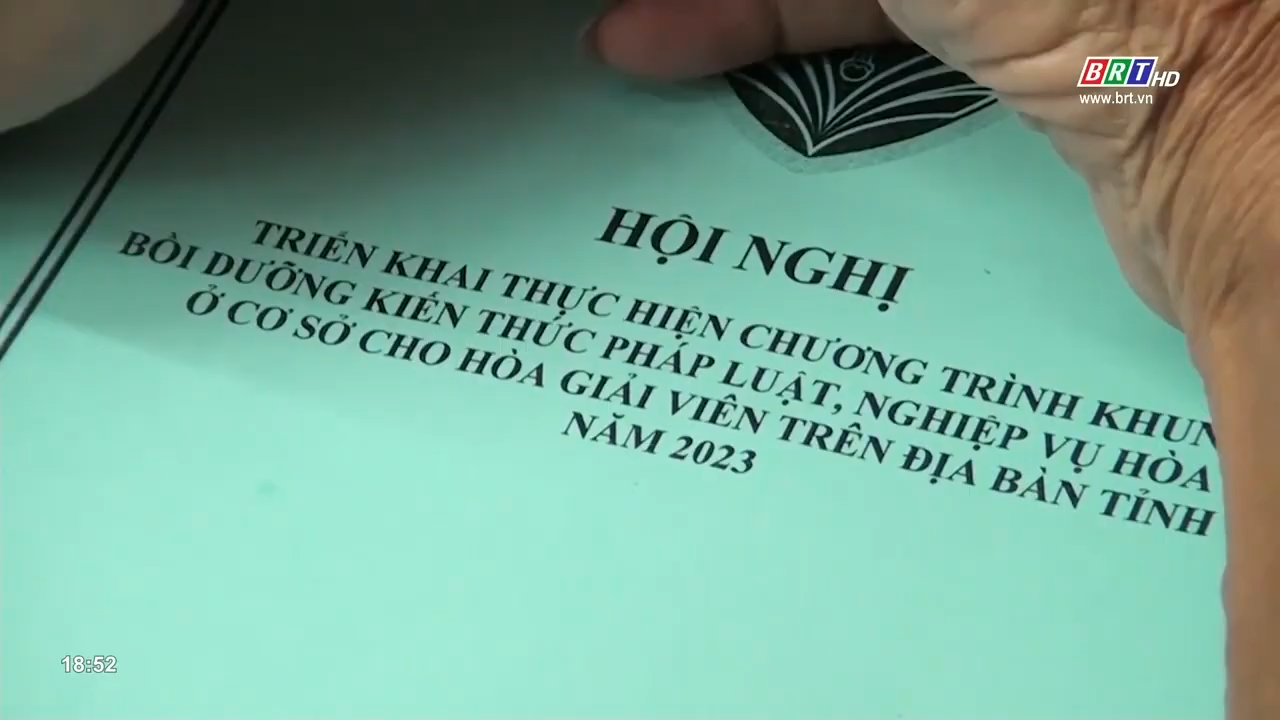 BRT HD
www.brt.vn
HỘI NGHỊ
TRIỂN KHAI THỰC HIỆN CHƯƠNG TRÌNH KHUN
BỒI DƯỠNG KIẾN THỨC PHÁP LUẬT, NGHIỆP VỤ HÒA
Ở CƠ SỞ CHO HÒA GIẢI VIÊN TRÊN ĐỊA BÀN TỈNH
NĂM 2023
18:52